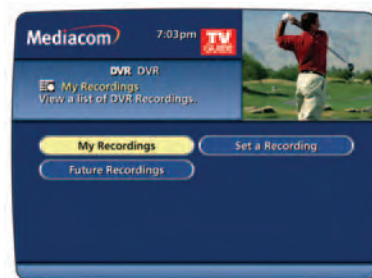 Mediacom
7:03pm
TV
GUIDE
DVR DVR
My Recordings
View a list of DVR Recordings.
My Recordings
Set a Recording
Future Recordings